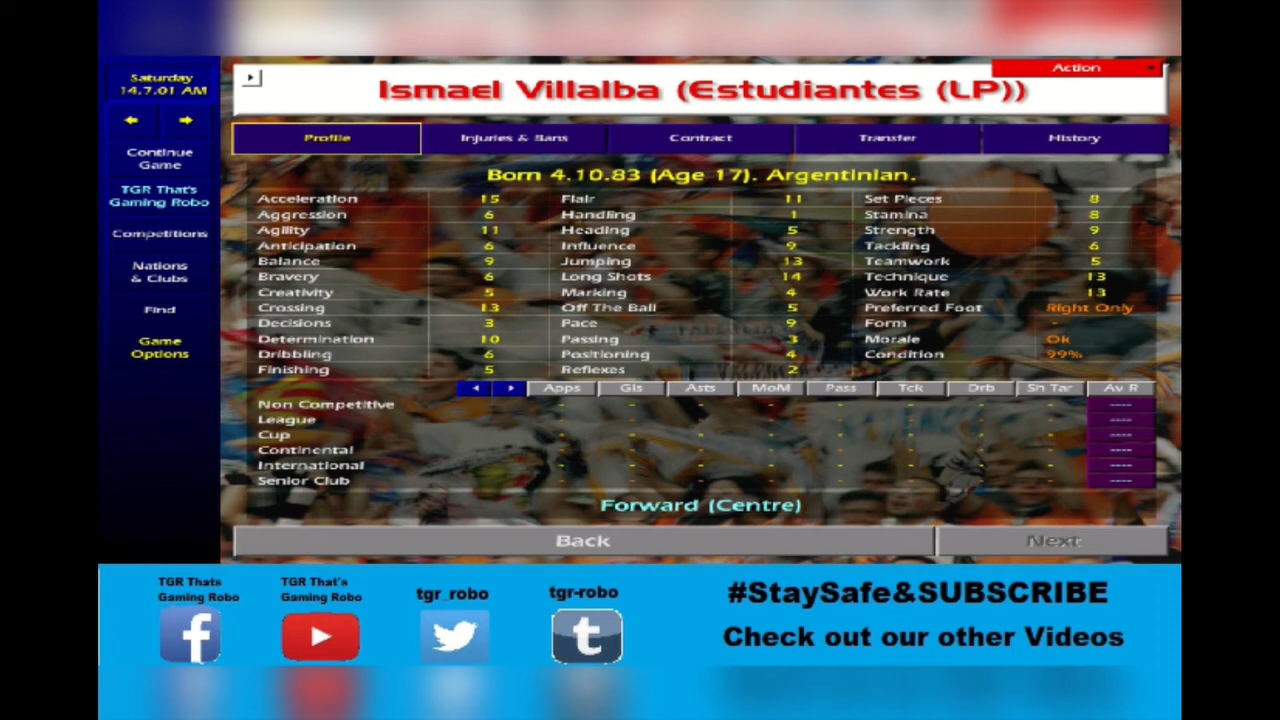 Saturday
14.7.01 AM
Continue
Game
TGR That's
Gaming Robo
Competitions
Nations
& Clubs
Find
Game
Options
Action
Ismael Villalba (Estudiantes (LP))
Profile Injuries & Bans Contract Transfer History
Born 4.10.83 (Age 17). Argentinian.
Acceleration 15 Flair 11 Set Pieces 8
Aggression 6 Handling 1 Stamina 8
Agility 11 Heading 5 Strength 9
Anticipation 6 Influence 9 Tackling 6
Balance 9 Jumping 13 Teamwork 5
Bravery 6 Long Shots 14 Technique 13
Creativity 5 Marking 4 Work Rate 13
Crossing 13 Off The Ball 5 Preferred Foot Right Only
Decisions 3 Pace 9 Form -
Determination 10 Passing 3 Morale Ok
Dribbling 6 Positioning 4 Condition 99%
Finishing 5 Reflexes 2
Apps Gls Asts MoM Pass Tck Drb Sh Tar Av R
Non Competitive - - - - - - - - ----
League - - - - - - - - ----
Cup - - - - - - - - ----
Continental - - - - - - - - ----
International - - - - - - - - ----
Senior Club - - - - - - - - ----
Forward (Centre)
Back Next
TGR Thats
Gaming Robo
TGR That's
Gaming Robo
tgr_robo
tgr-robo
#StaySafe&SUBSCRIBE
Check out our other Videos